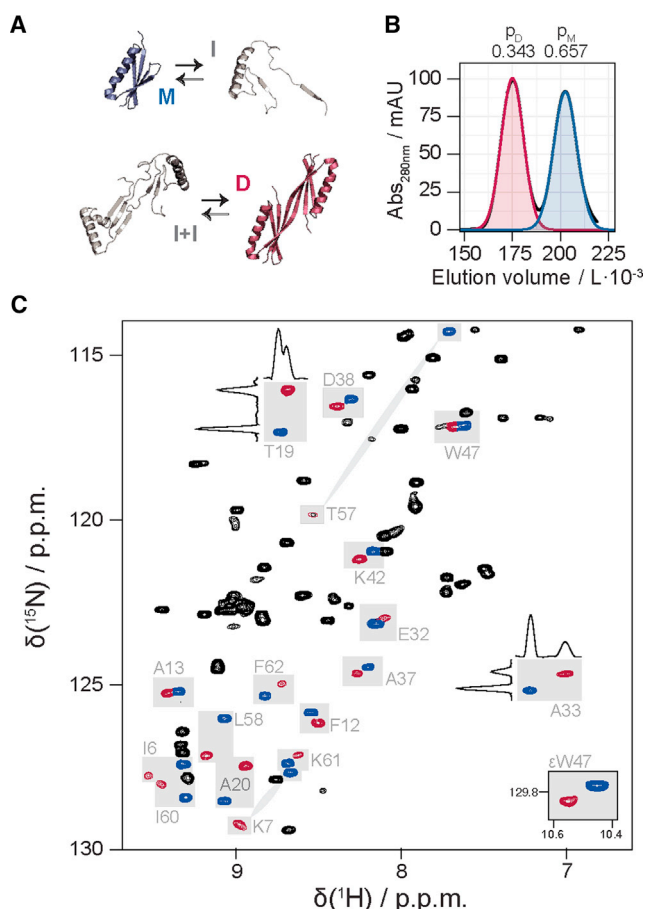 A
I
M
D
I+I
B
p_D p_M
0.343 0.657
Abs280nm / mAU
100
75
50
25
0
150 175 200 225
Elution volume / L·10⁻³
C
δ(¹⁵N) / p.p.m.
115
120
125
130
D38
T19
W47
T57
K42
E32
A13
F62
A37
A33
L58
F12
I6
K61
A20
εW47
I60
K7
129.8
10.6 10.4
9 8 7
δ(¹H) / p.p.m.